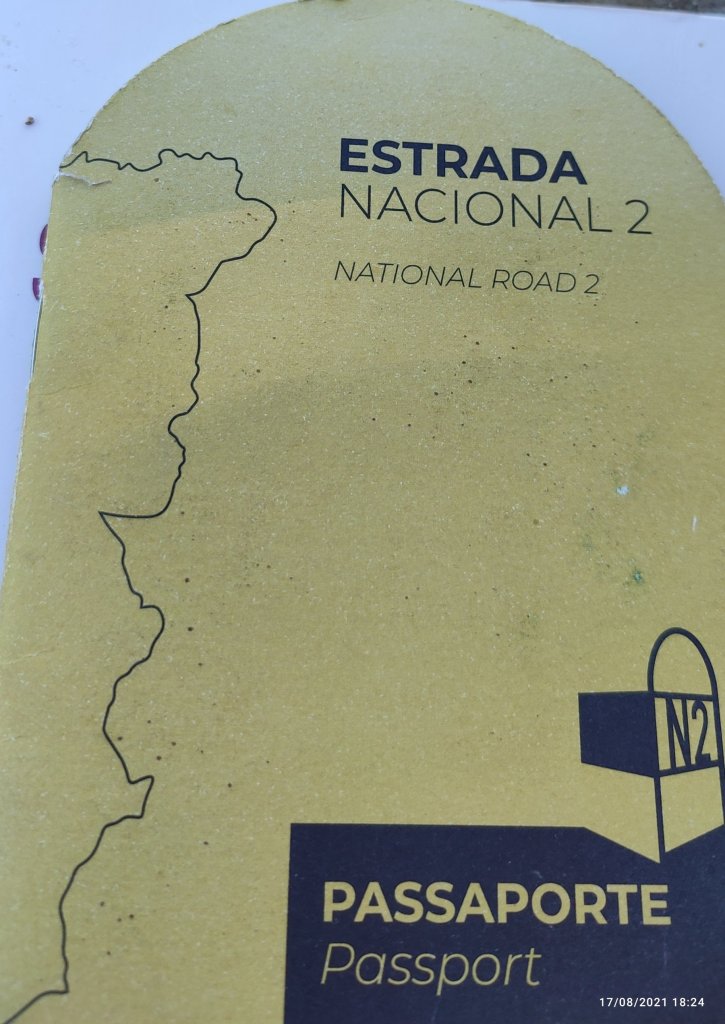 ESTRADA
NACIONAL 2
NATIONAL ROAD 2
N2
PASSAPORTE
Passport
17/08/2021 18:24